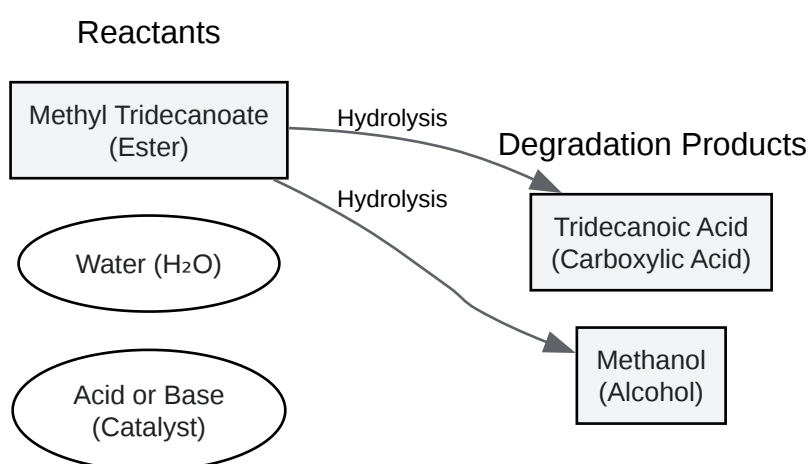 Reactants
Methyl Tridecanoate
(Ester)
Hydrolysis
Degradation Products
Hydrolysis
Tridecanoic Acid
(Carboxylic Acid)
Water (H₂O)
Methanol
(Alcohol)
Acid or Base
(Catalyst)